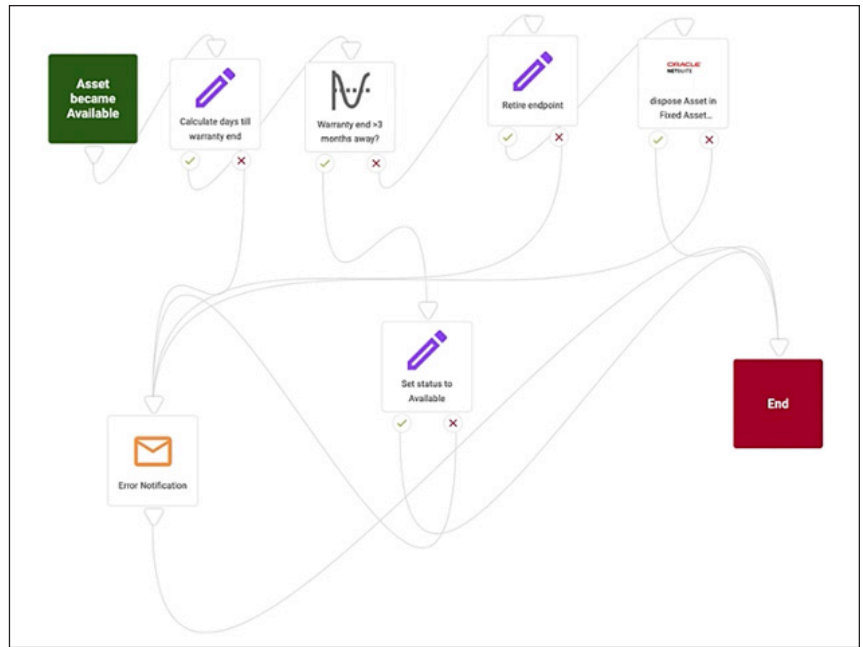 Asset
became
Available
Calculate days till
warranty end
Warranty end >3
months away?
Retire endpoint
ORACLE
NETSUITE
dispose Asset in
Fixed Asset...
Set status to
Available
Error Notification
End